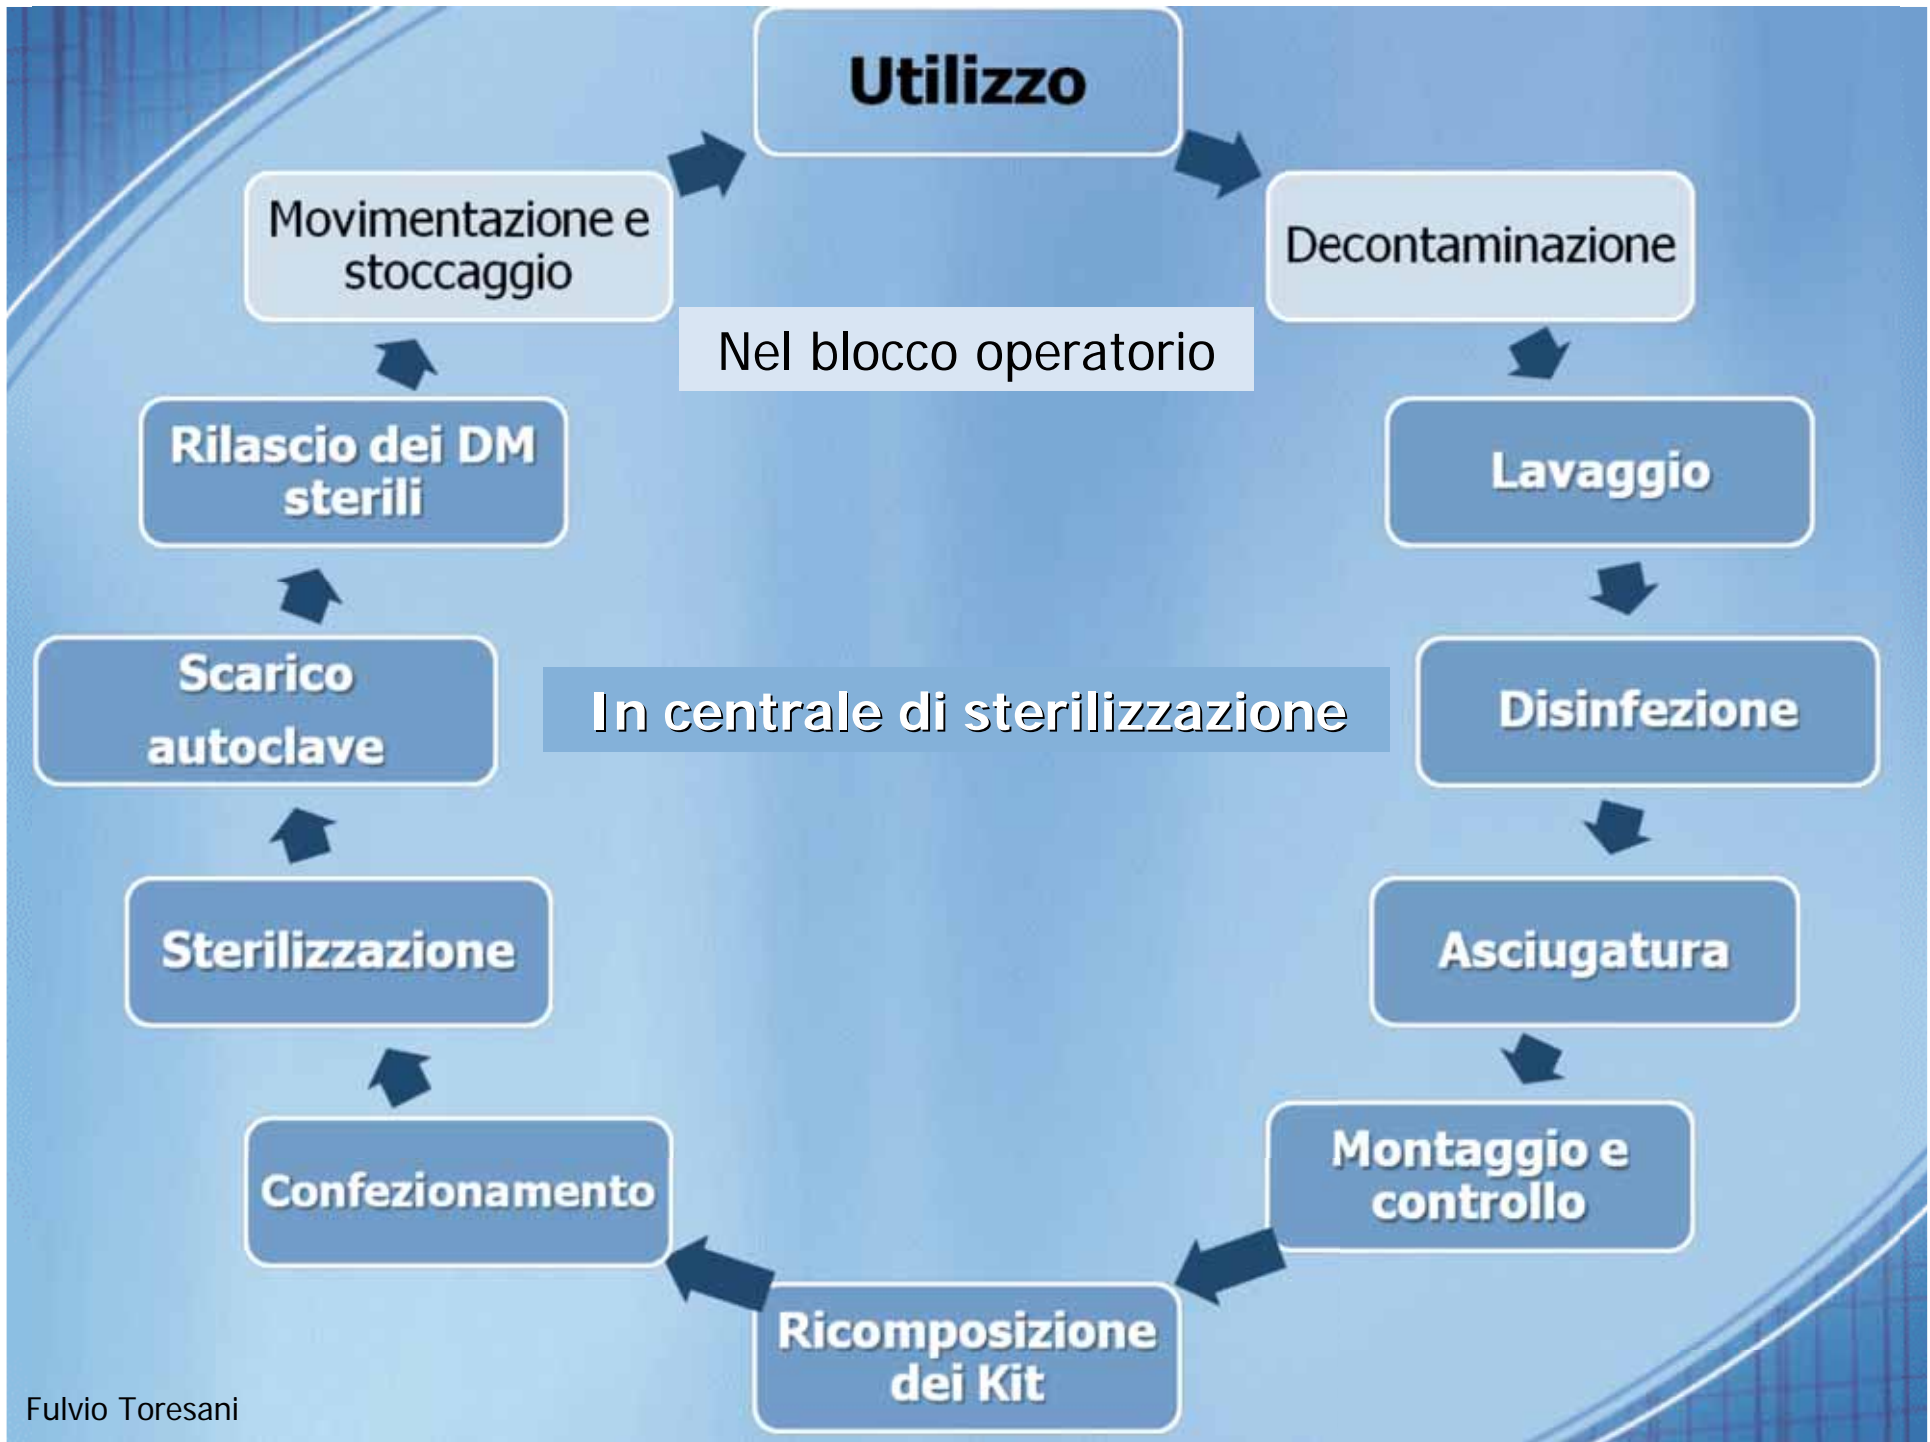 Utilizzo
Decontaminazione
Lavaggio
Disinfezione
Asciugatura
Montaggio e
controllo
Ricomposizione
dei Kit
Confezionamento
Sterilizzazione
Scarico
autoclave
Rilascio dei DM
sterili
Movimentazione e
stoccaggio
Nel blocco operatorio
In centrale di sterilizzazione
Fulvio Toresani